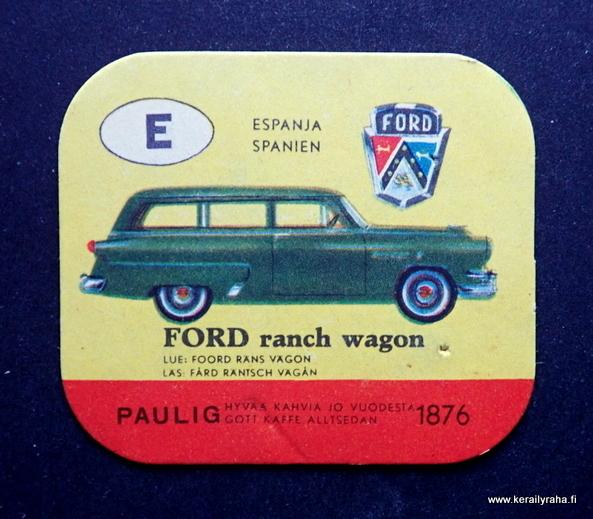 E
ESPANJA
SPANIEN
FORD
FORD ranch wagon
LUE: FOORD RANS VAGON
LÄS: FÅRD RANTSCH VAGÅN
PAULIG HYVÄÄ KAHVIA JO VUODESTA 1876
GOTT KAFFE ALLTSEDAN
www.kerailyraha.fi